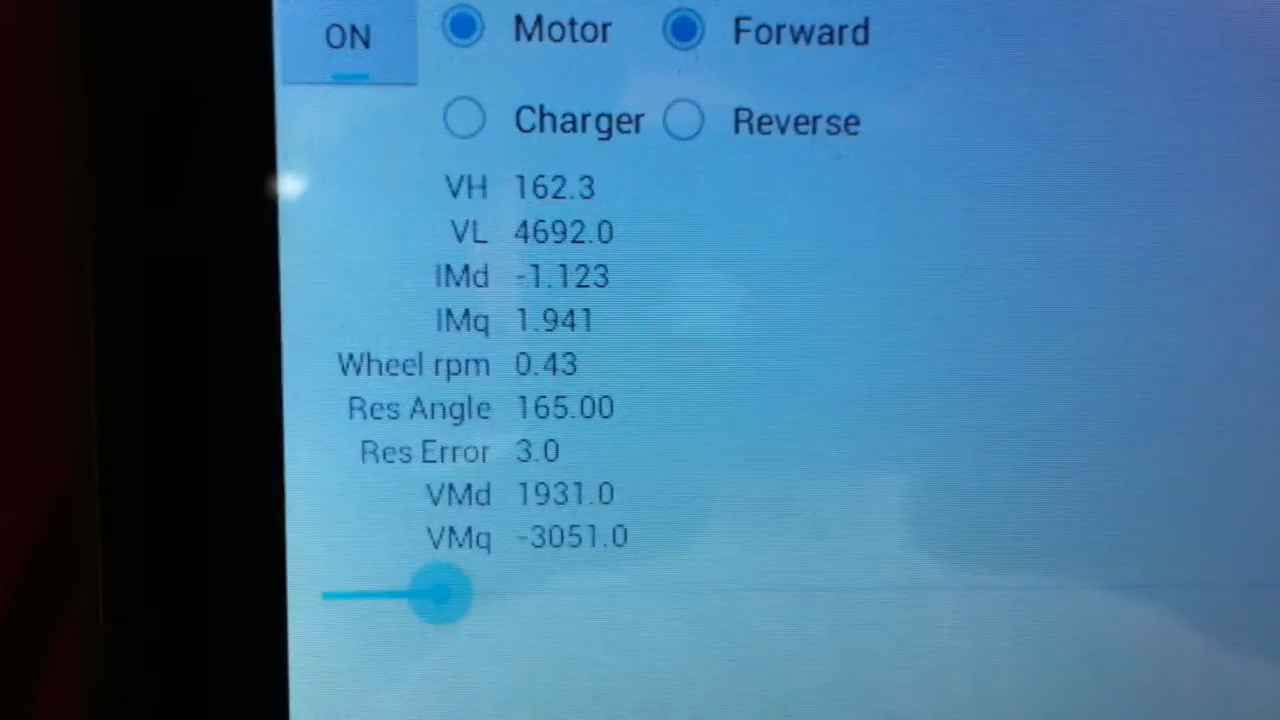 ON Motor Forward
Charger Reverse
VH 162.3
VL 4692.0
IMd -1.123
IMq 1.941
Wheel rpm 0.43
Res Angle 165.00
Res Error 3.0
VMd 1931.0
VMq -3051.0